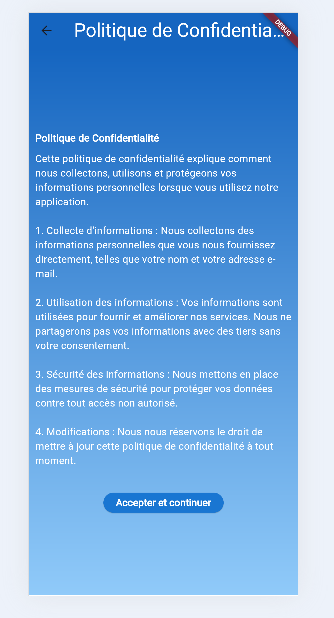 Politique de Confidentia...
DEBUG
Politique de Confidentialité
Cette politique de confidentialité explique comment
nous collectons, utilisons et protégeons vos
informations personnelles lorsque vous utilisez notre
application.
1. Collecte d'informations : Nous collectons des
informations personnelles que vous nous fournissez
directement, telles que votre nom et votre adresse e-
mail.
2. Utilisation des informations : Vos informations sont
utilisées pour fournir et améliorer nos services. Nous ne
partagerons pas vos informations avec des tiers sans
votre consentement.
3. Sécurité des informations : Nous mettons en place
des mesures de sécurité pour protéger vos données
contre tout accès non autorisé.
4. Modifications : Nous nous réservons le droit de
mettre à jour cette politique de confidentialité à tout
moment.
Accepter et continuer